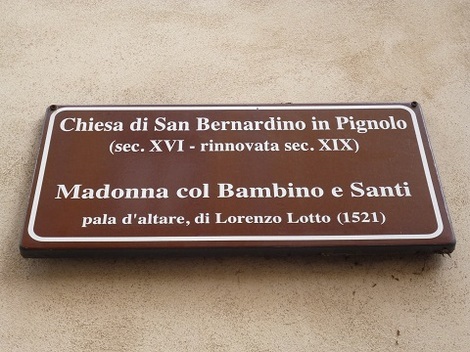 Chiesa di San Bernardino in Pignolo
(sec. XVI - rinnovata sec. XIX)
Madonna col Bambino e Santi
pala d'altare, di Lorenzo Lotto (1521)